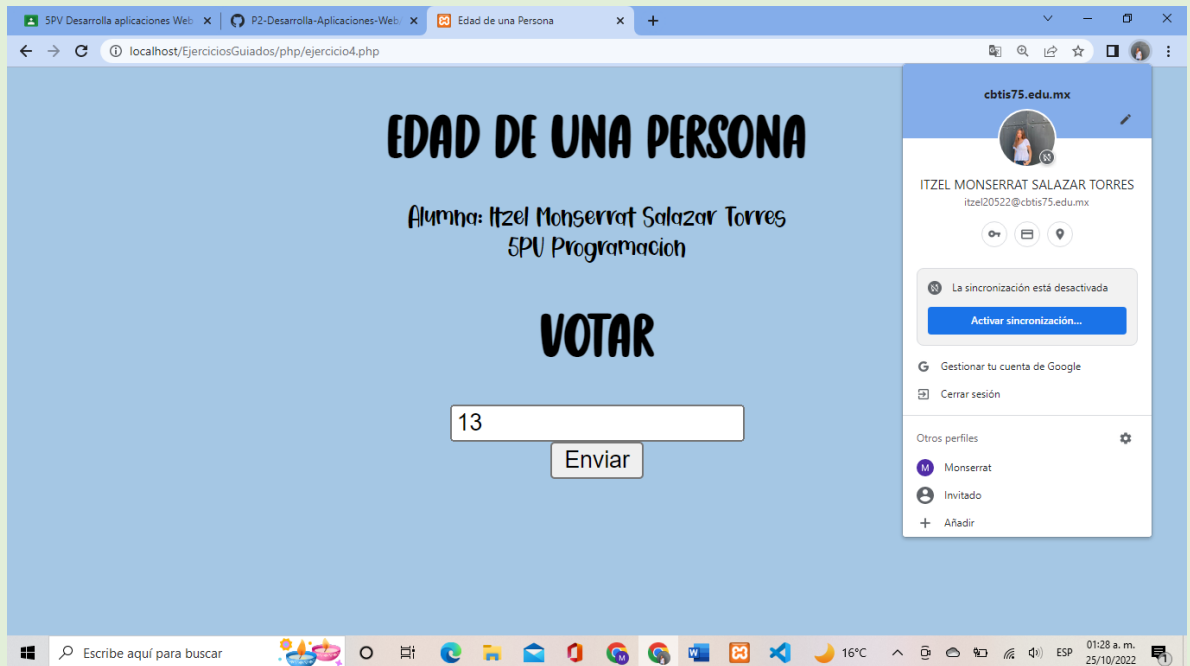 5PV Desarrolla aplicaciones Web
P2-Desarrolla-Aplicaciones-Web/
Edad de una Persona
localhost/EjerciciosGuiados/php/ejercicio4.php
EDAD DE UNA PERSONA
Alumna: Itzel Monserrat Salazar Torres
5PV Programacion
VOTAR
13
Enviar
cbtis75.edu.mx
ITZEL MONSERRAT SALAZAR TORRES
itzel20522@cbtis75.edu.mx
La sincronización está desactivada
Activar sincronización...
Gestionar tu cuenta de Google
Cerrar sesión
Otros perfiles
M Monserrat
Invitado
Añadir
Escribe aquí para buscar
16°C
ESP
01:28 a. m.
25/10/2022
1